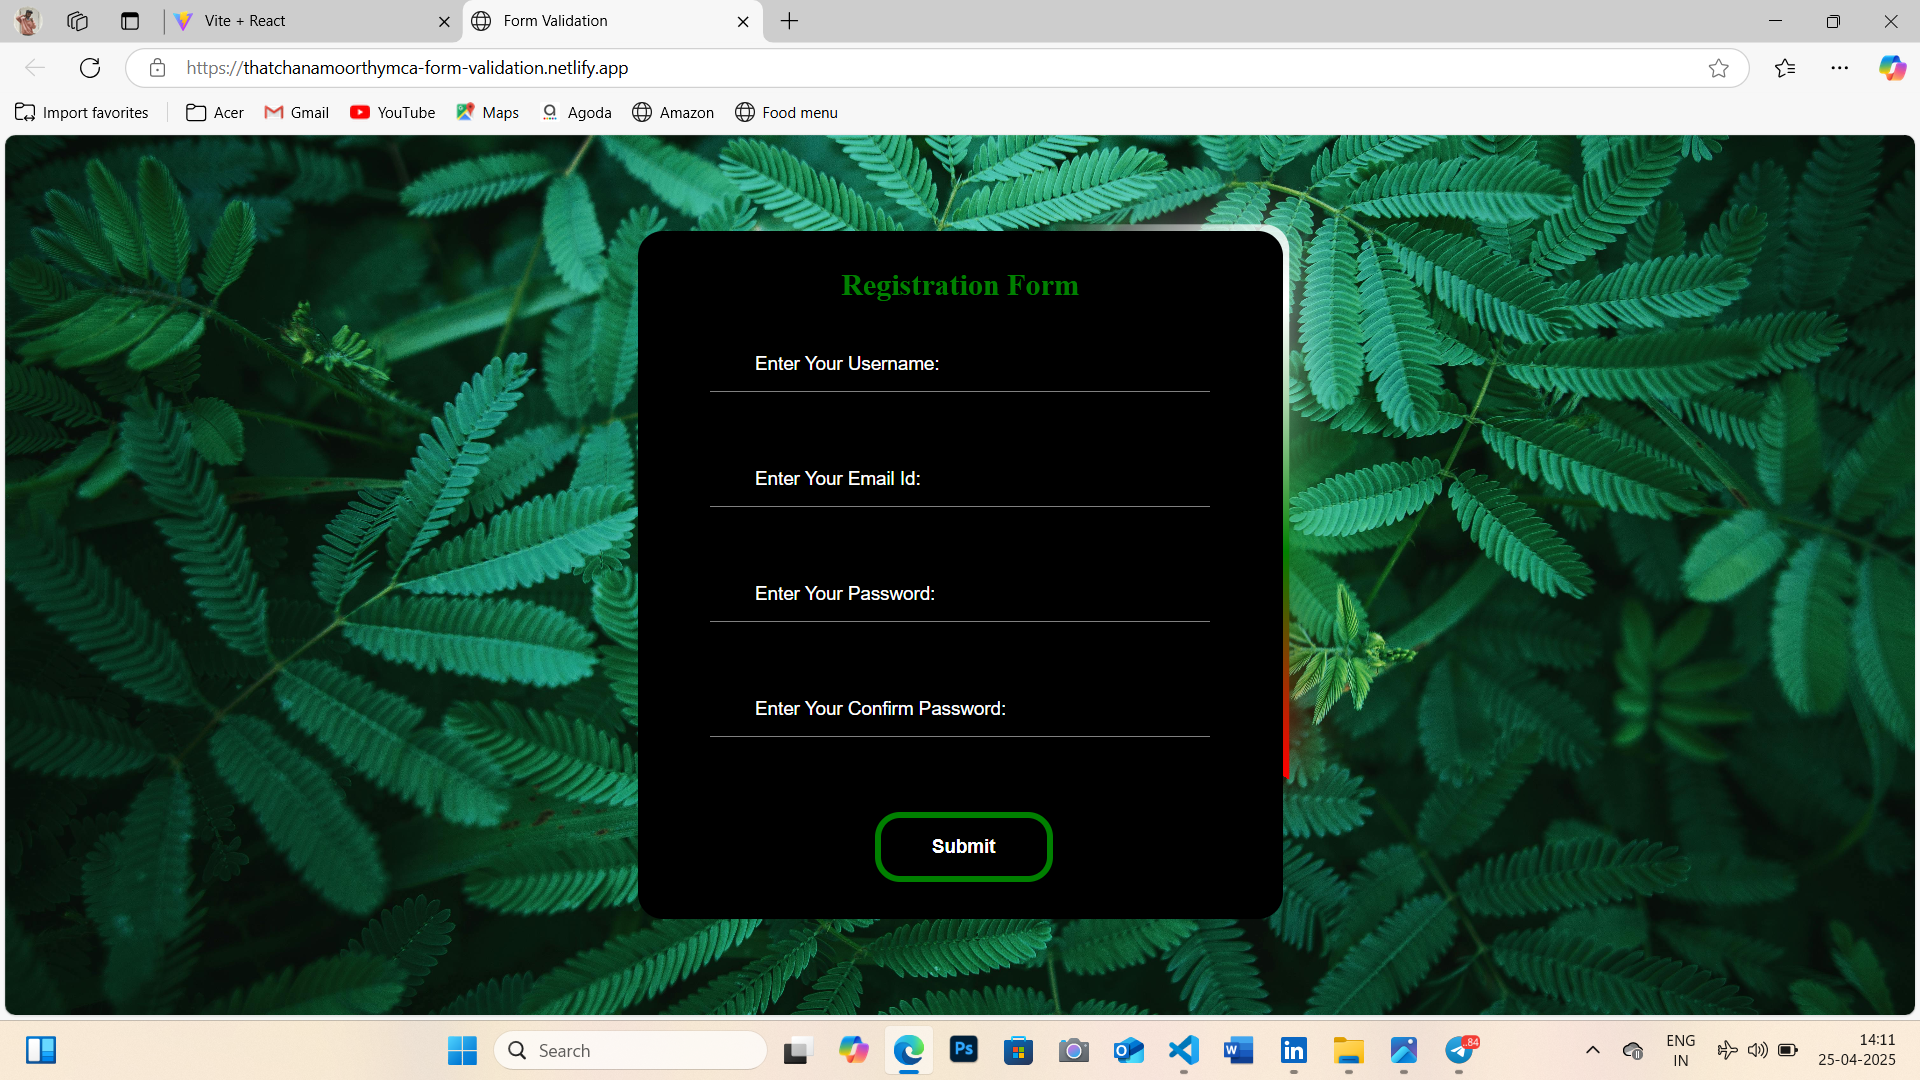 Vite + React
Form Validation
https://thatchanamoorthymca-form-validation.netlify.app
Import favorites
Acer
Gmail
YouTube
Maps
Agoda
Amazon
Food menu
Registration Form
Enter Your Username:
Enter Your Email Id:
Enter Your Password:
Enter Your Confirm Password:
Submit
Search
Ps
W
in
..84
ENG
IN
14:11
25-04-2025